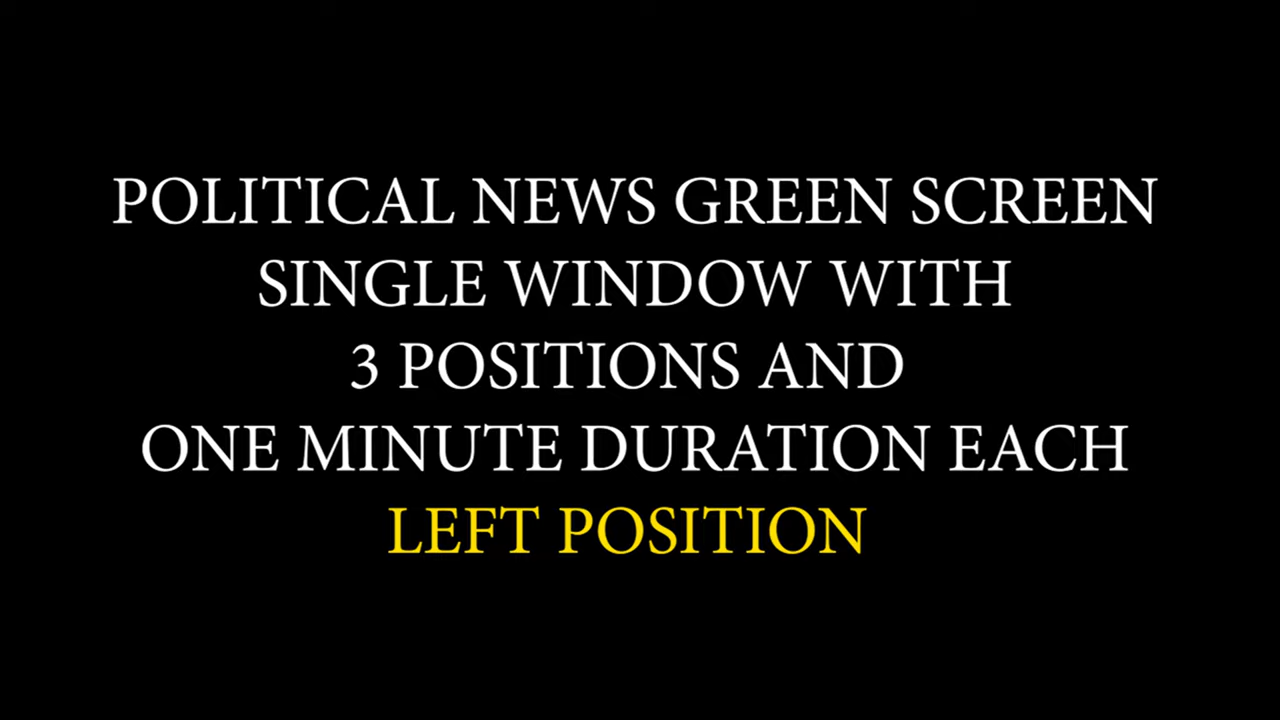 POLITICAL NEWS GREEN SCREEN
SINGLE WINDOW WITH
3 POSITIONS AND
ONE MINUTE DURATION EACH
LEFT POSITION